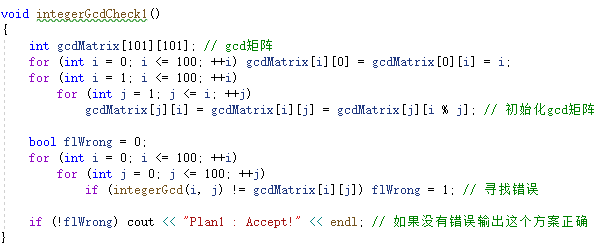 void integerGcdCheck1()
{
    int gcdMatrix[101][101]; // gcd矩阵
    for (int i = 0; i <= 100; ++i) gcdMatrix[i][0] = gcdMatrix[0][i] = i;
    for (int i = 1; i <= 100; ++i)
        for (int j = 1; j <= i; ++j)
            gcdMatrix[j][i] = gcdMatrix[i][j] = gcdMatrix[j][i % j]; // 初始化gcd矩阵
    bool flWrong = 0;
    for (int i = 0; i <= 100; ++i)
        for (int j = 0; j <= 100; ++j)
            if (integerGcd(i, j) != gcdMatrix[i][j]) flWrong = 1; // 寻找错误
    if (!flWrong) cout << "Plan1 : Accept!" << endl; // 如果没有错误输出这个方案正确
}